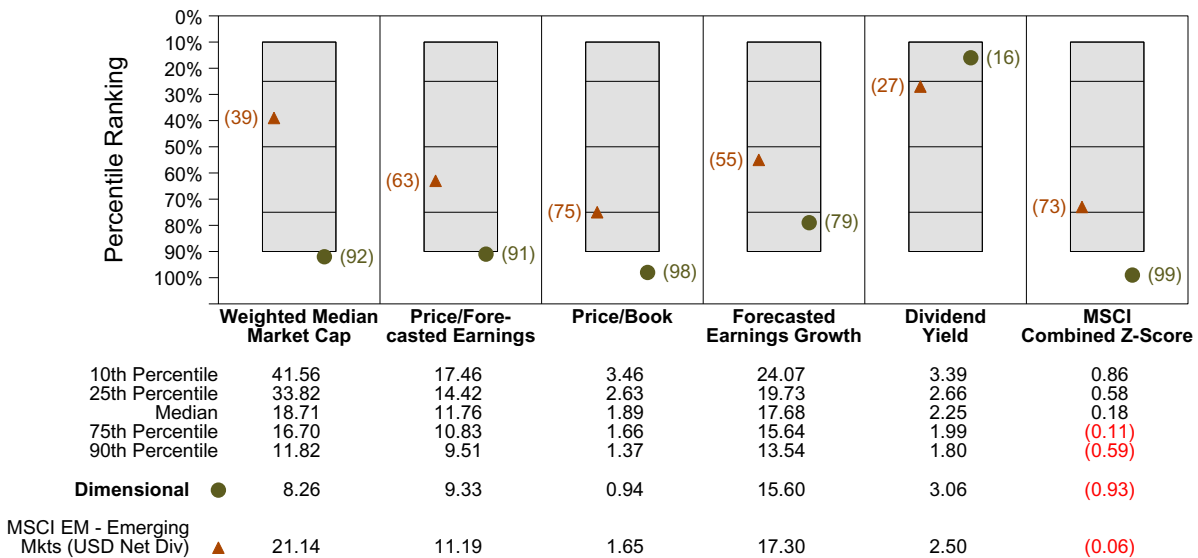 Percentile Ranking
0%
10%
20%
30%
40%
50%
60%
70%
80%
90%
100%
(39)
(92)
(63)
(91)
(75)
(98)
(55)
(79)
(27)
(16)
(73)
(99)
Weighted Median
Market Cap
Price/Fore-
casted Earnings
Price/Book
Forecasted
Earnings Growth
Dividend
Yield
MSCI
Combined Z-Score
10th Percentile 41.56 17.46 3.46 24.07 3.39 0.86
25th Percentile 33.82 14.42 2.63 19.73 2.66 0.58
Median 18.71 11.76 1.89 17.68 2.25 0.18
75th Percentile 16.70 10.83 1.66 15.64 1.99 (0.11)
90th Percentile 11.82 9.51 1.37 13.54 1.80 (0.59)
Dimensional 8.26 9.33 0.94 15.60 3.06 (0.93)
MSCI EM - Emerging
Mkts (USD Net Div) 21.14 11.19 1.65 17.30 2.50 (0.06)